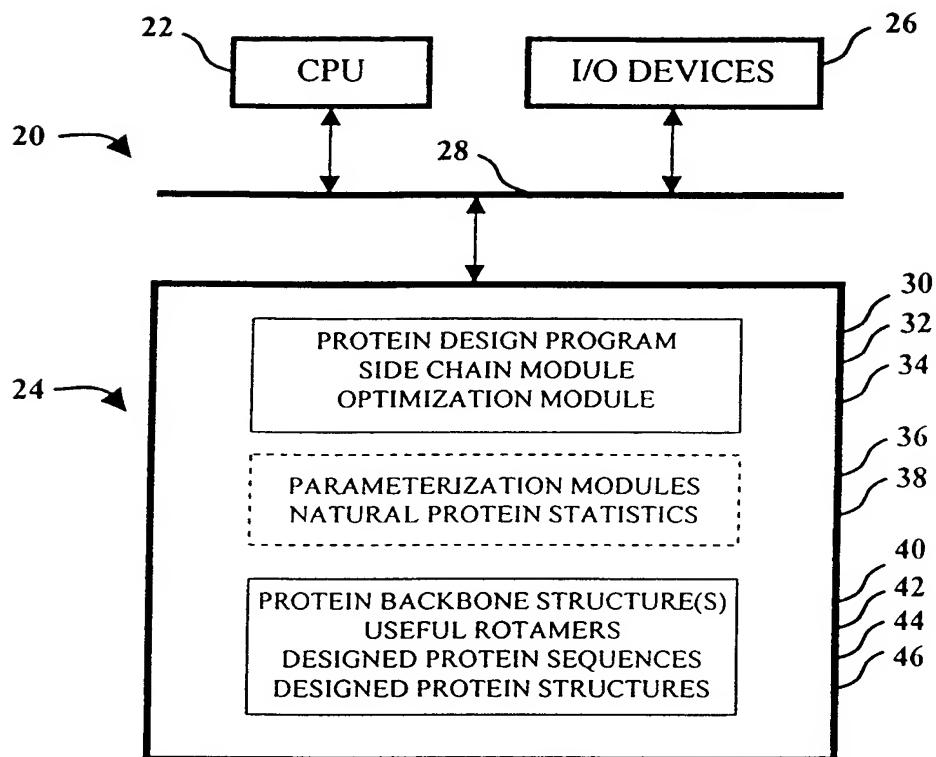 22
CPU
I/O DEVICES
26
20
28
30
PROTEIN DESIGN PROGRAM
32
SIDE CHAIN MODULE
34
OPTIMIZATION MODULE
24
36
PARAMETERIZATION MODULES
38
NATURAL PROTEIN STATISTICS
40
PROTEIN BACKBONE STRUCTURE(S)
42
USEFUL ROTAMERS
44
DESIGNED PROTEIN SEQUENCES
46
DESIGNED PROTEIN STRUCTURES